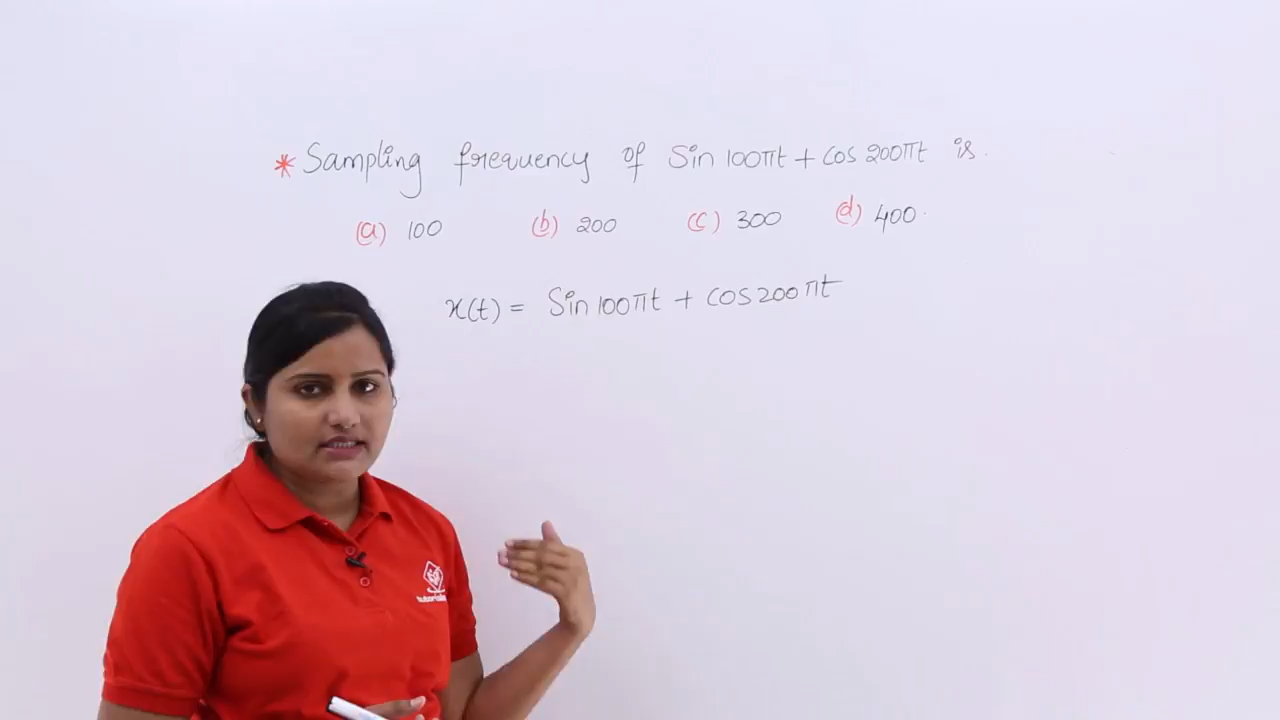 * Sampling frequency of Sin 100πt + cos 200πt is.
(a) 100 (b) 200 (c) 300 (d) 400.
x(t) = Sin 100πt + cos 200πt